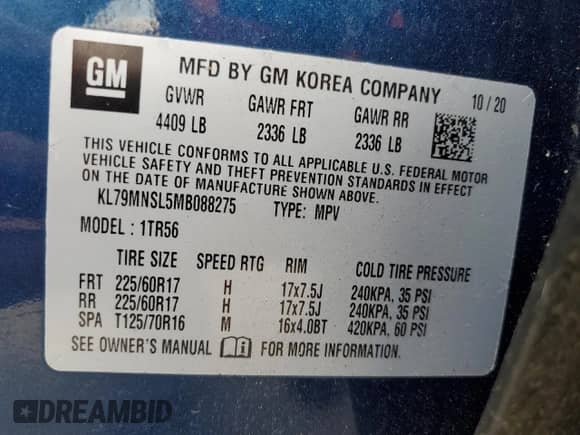 GM MFD BY GM KOREA COMPANY 10/20
GVWR GAWR FRT GAWR RR
4409 LB 2336 LB 2336 LB
THIS VEHICLE CONFORMS TO ALL APPLICABLE U.S. FEDERAL MOTOR
VEHICLE SAFETY AND THEFT PREVENTION STANDARDS IN EFFECT
ON THE DATE OF MANUFACTURE SHOWN ABOVE.
KL79MNSL5MB088275 TYPE: MPV
MODEL : 1TR56
TIRE SIZE SPEED RTG RIM COLD TIRE PRESSURE
FRT 225/60R17 H 17x7.5J 240KPA, 35 PSI
RR 225/60R17 H 17x7.5J 240KPA, 35 PSI
SPA T125/70R16 M 16x4.0BT 420KPA, 60 PSI
SEE OWNER'S MANUAL FOR MORE INFORMATION.
DREAMBID